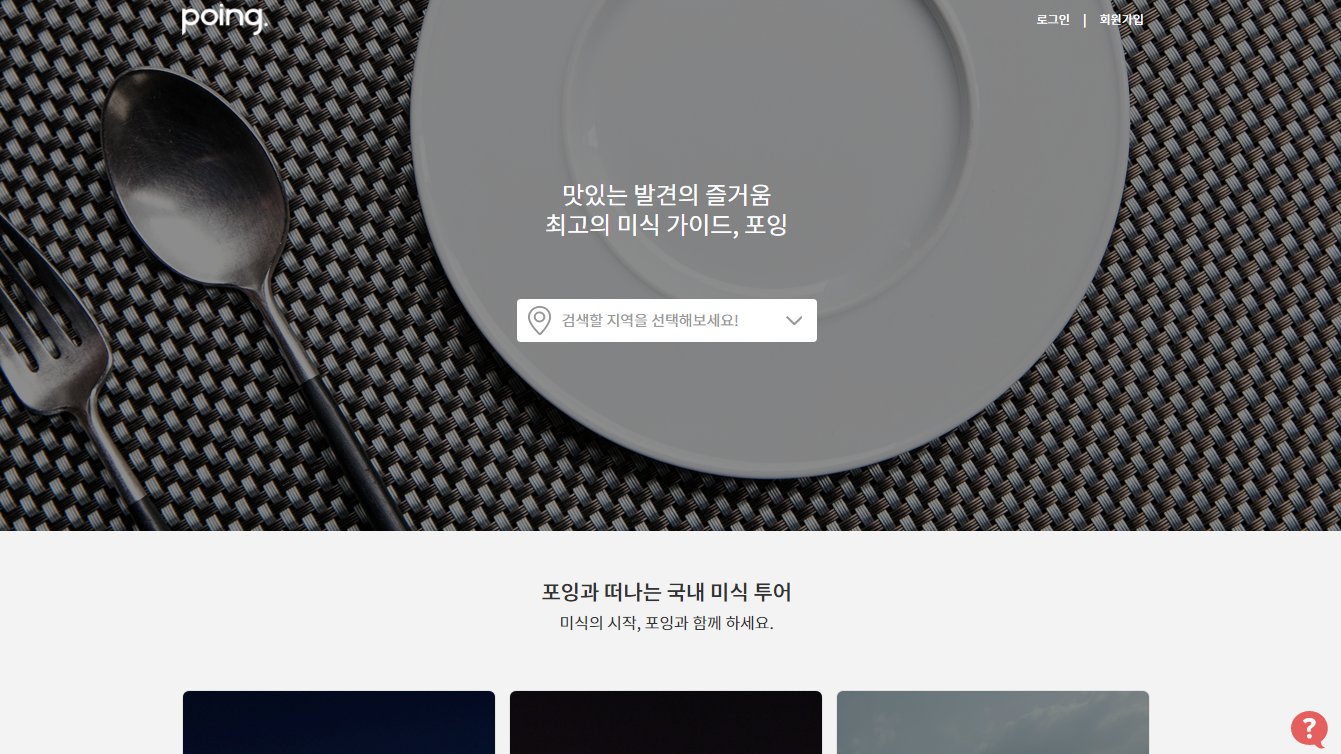 poing.
로그인 | 회원가입
맛있는 발견의 즐거움
최고의 미식 가이드, 포잉
검색할 지역을 선택해보세요!
포잉과 떠나는 국내 미식 투어
미식의 시작, 포잉과 함께 하세요.
?